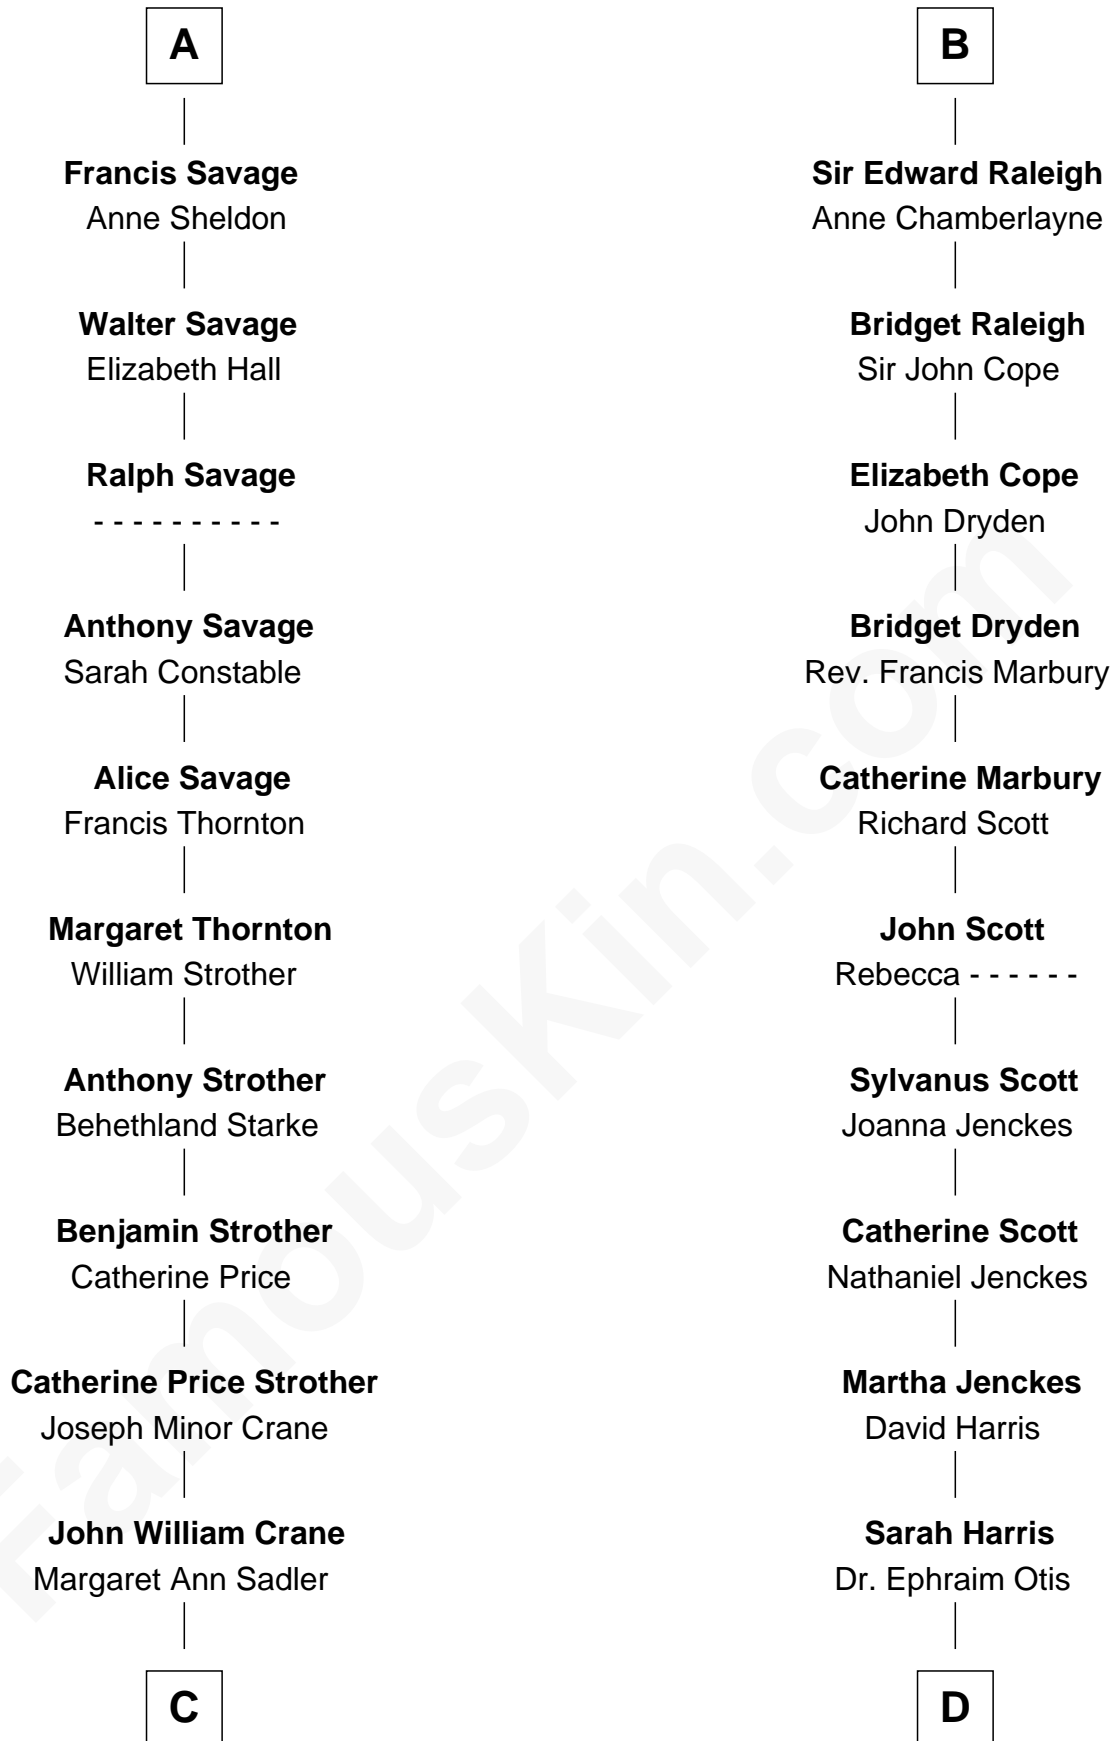 A
Francis Savage
Anne Sheldon
Walter Savage
Elizabeth Hall
Ralph Savage
- - - - - - - - - -
Anthony Savage
Sarah Constable
Alice Savage
Francis Thornton
Margaret Thornton
William Strother
Anthony Strother
Behethland Starke
Benjamin Strother
Catherine Price
Catherine Price Strother
Joseph Minor Crane
John William Crane
Margaret Ann Sadler
C
B
Sir Edward Raleigh
Anne Chamberlayne
Bridget Raleigh
Sir John Cope
Elizabeth Cope
John Dryden
Bridget Dryden
Rev. Francis Marbury
Catherine Marbury
Richard Scott
John Scott
Rebecca - - - - - -
Sylvanus Scott
Joanna Jenckes
Catherine Scott
Nathaniel Jenckes
Martha Jenckes
David Harris
Sarah Harris
Dr. Ephraim Otis
D
FamousKin.com